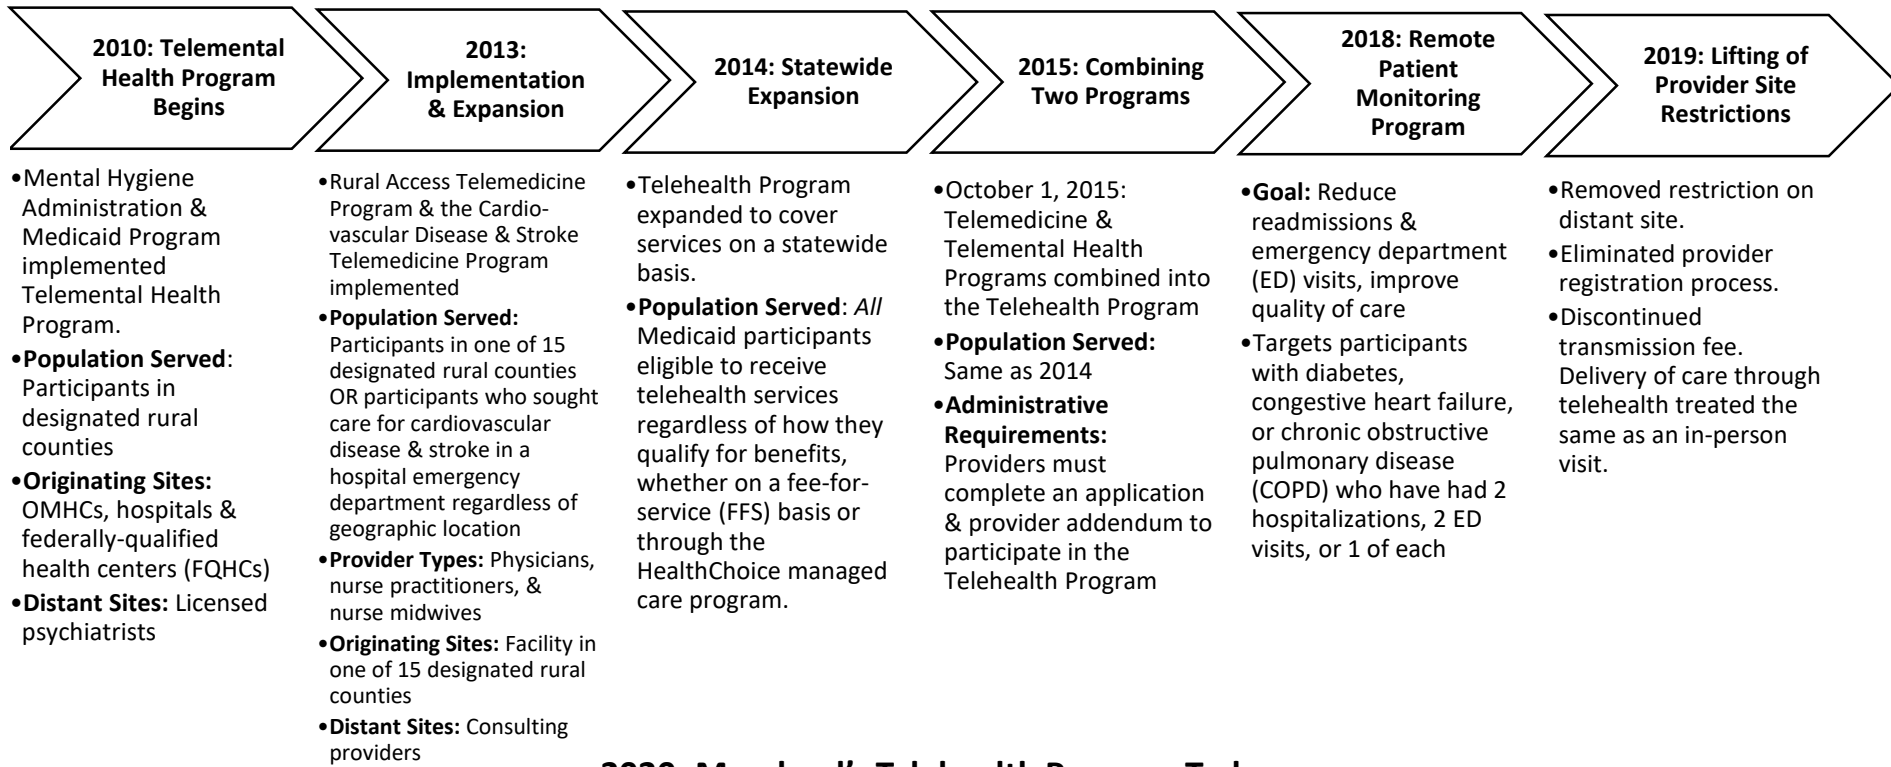 2010: Telemental
Health Program
Begins
•Mental Hygiene
Administration &
Medicaid Program
implemented
Telemental Health
Program.
•Population Served:
Participants in
designated rural
counties
•Originating Sites:
OMHCs, hospitals &
federally-qualified
health centers (FQHCs)
•Distant Sites: Licensed
psychiatrists
2013:
Implementation
& Expansion
•Rural Access Telemedicine
Program & the Cardio-
vascular Disease & Stroke
Telemedicine Program
implemented
•Population Served:
Participants in one of 15
designated rural counties
OR participants who sought
care for cardiovascular
disease & stroke in a
hospital emergency
department regardless of
geographic location
•Provider Types: Physicians,
nurse practitioners, &
nurse midwives
•Originating Sites: Facility in
one of 15 designated rural
counties
•Distant Sites: Consulting
providers
2014: Statewide
Expansion
•Telehealth Program
expanded to cover
services on a statewide
basis.
•Population Served: All
Medicaid participants
eligible to receive
telehealth services
regardless of how they
qualify for benefits,
whether on a fee-for-
service (FFS) basis or
through the
HealthChoice managed
care program.
2015: Combining
Two Programs
•October 1, 2015:
Telemedicine &
Telemental Health
Programs combined into
the Telehealth Program
•Population Served:
Same as 2014
•Administrative
Requirements:
Providers must
complete an application
& provider addendum to
participate in the
Telehealth Program
2018: Remote
Patient
Monitoring
Program
•Goal: Reduce
readmissions &
emergency department
(ED) visits, improve
quality of care
•Targets participants
with diabetes,
congestive heart failure,
or chronic obstructive
pulmonary disease
(COPD) who have had 2
hospitalizations, 2 ED
visits, or 1 of each
2019: Lifting of
Provider Site
Restrictions
•Removed restriction on
distant site.
•Eliminated provider
registration process.
•Discontinued
transmission fee.
Delivery of care through
telehealth treated the
same as an in-person
visit.